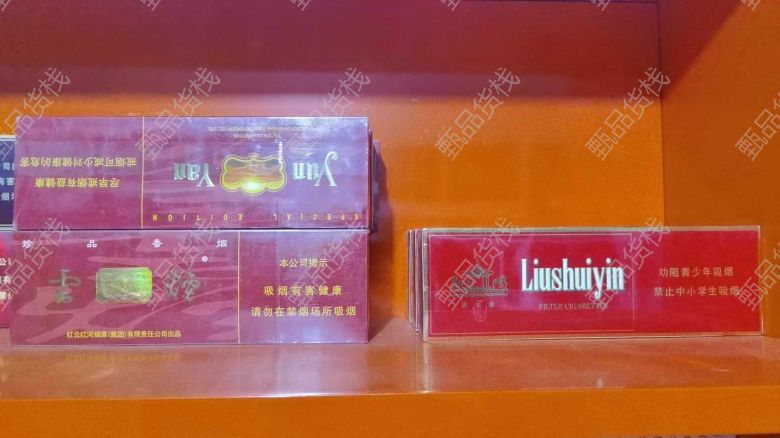 戒烟可减少对健康的危害
尽早戒烟有益健康
Yun Yan
SPECIAL EDITION
珍品香烟
雲煙
®
本公司提示
吸烟有害健康
请勿在禁烟场所吸烟
红云红河烟草(集团)有限责任公司出品
Liushuiyin
FILTER CIGARETTES
劝阻青少年吸烟
禁止中小学生吸烟
甄品货栈